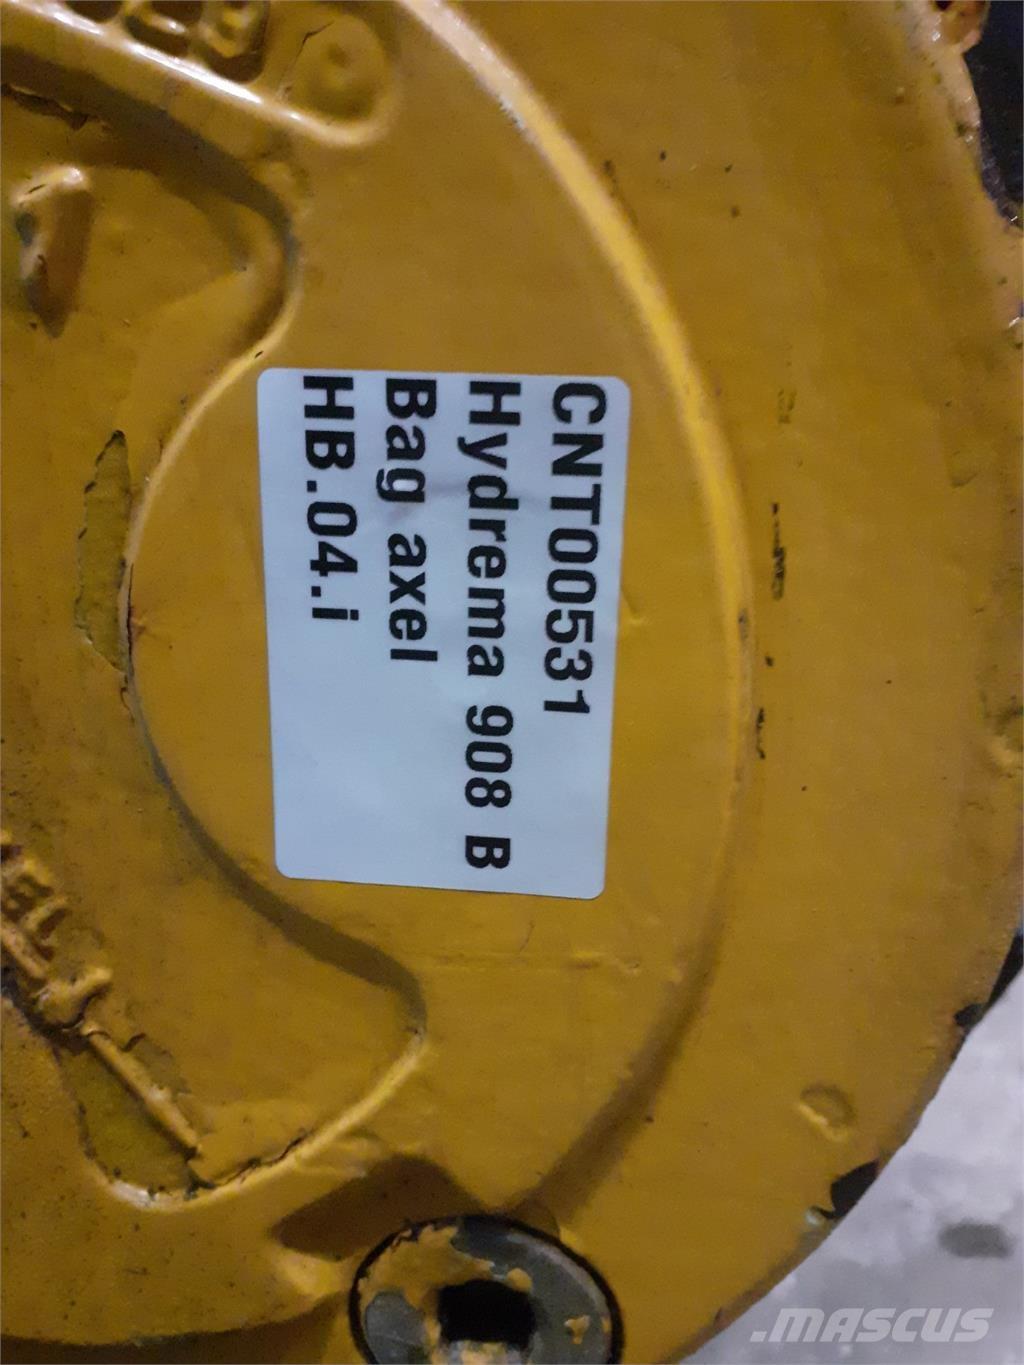 CNT00531
Hydrema 908 B
Bag axel
HB.04.i
.MASCUS